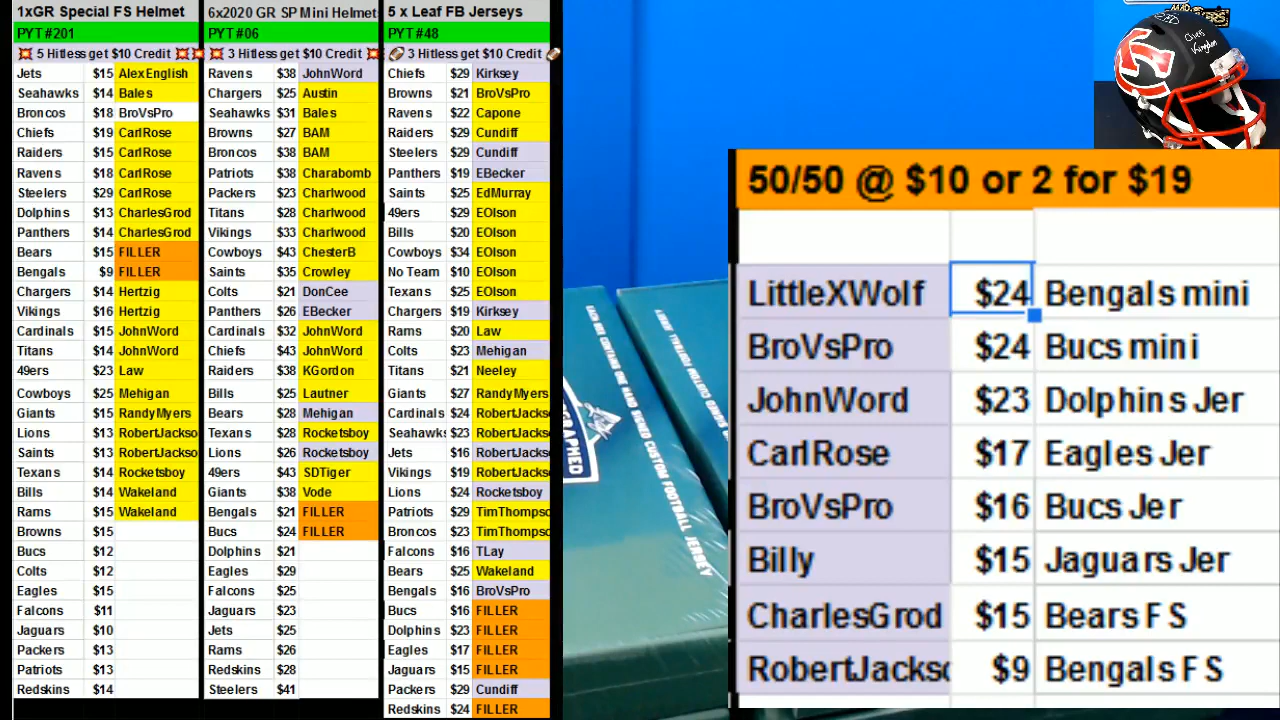 1xGR Special FS Helmet
PYT #201
5 Hitless get $10 Credit
Jets $15 AlexEnglish
Seahawks $14 Bales
Broncos $18 BroVsPro
Chiefs $19 CarlRose
Raiders $15 CarlRose
Ravens $18 CarlRose
Steelers $29 CarlRose
Dolphins $13 CharlesGrod
Panthers $14 CharlesGrod
Bears $15 FILLER
Bengals $9 FILLER
Chargers $14 Hertzig
Vikings $16 Hertzig
Cardinals $15 JohnWord
Titans $14 JohnWord
49ers $23 Law
Cowboys $25 Mehigan
Giants $15 RandyMyers
Lions $13 RobertJackso
Saints $13 RobertJackso
Texans $14 Rocketsboy
Bills $14 Wakeland
Rams $15 Wakeland
Browns $15
Bucs $12
Colts $12
Eagles $15
Falcons $11
Jaguars $10
Packers $13
Patriots $13
Redskins $14
6x2020 GR SP Mini Helmet
PYT #06
3 Hitless get $10 Credit
Ravens $38 JohnWord
Chargers $25 Austin
Seahawks $31 Bales
Browns $27 BAM
Broncos $38 BAM
Patriots $38 Charabomb
Packers $23 Charlwood
Titans $28 Charlwood
Vikings $33 Charlwood
Cowboys $43 ChesterB
Saints $35 Crowley
Colts $21 DonCee
Panthers $26 EBecker
Cardinals $32 JohnWord
Chiefs $43 JohnWord
Raiders $38 KGordon
Bills $25 Lautner
Bears $28 Mehigan
Texans $28 Rocketsboy
Lions $26 Rocketsboy
49ers $43 SDTiger
Giants $38 Vode
Bengals $21 FILLER
Bucs $24 FILLER
Dolphins $21
Eagles $29
Falcons $25
Jaguars $23
Jets $25
Rams $26
Redskins $28
Steelers $41
5 x Leaf FB Jerseys
PYT #48
3 Hitless get $10 Credit
Chiefs $29 Kirksey
Browns $21 BroVsPro
Ravens $22 Capone
Raiders $29 Cundiff
Steelers $29 Cundiff
Panthers $19 EBecker
Saints $25 EdMurray
49ers $29 EOlson
Bills $20 EOlson
Cowboys $34 EOlson
No Team $10 EOlson
Texans $25 EOlson
Chargers $19 Kirksey
Rams $20 Law
Colts $23 Mehigan
Titans $21 Neeley
Giants $27 RandyMyers
Cardinals $24 RobertJacks
Seahawks $23 RobertJacks
Jets $16 RobertJacks
Vikings $19 RobertJacks
Lions $24 Rocketsboy
Patriots $29 TimThompso
Broncos $23 TimThompso
Falcons $16 TLay
Bears $25 Wakeland
Bengals $16 BroVsPro
Bucs $16 FILLER
Dolphins $23 FILLER
Eagles $17 FILLER
Jaguars $15 FILLER
Packers $29 Cundiff
Redskins $24 FILLER
50/50 @ $10 or 2 for $19
LittleXWolf $24 Bengals mini
BroVsPro $24 Bucs mini
JohnWord $23 Dolphins Jer
CarlRose $17 Eagles Jer
BroVsPro $16 Bucs Jer
Billy $15 Jaguars Jer
CharlesGrod $15 Bears FS
RobertJacks $9 Bengals FS
HAND SIGNED CUSTOM FOOTBALL JERSEY